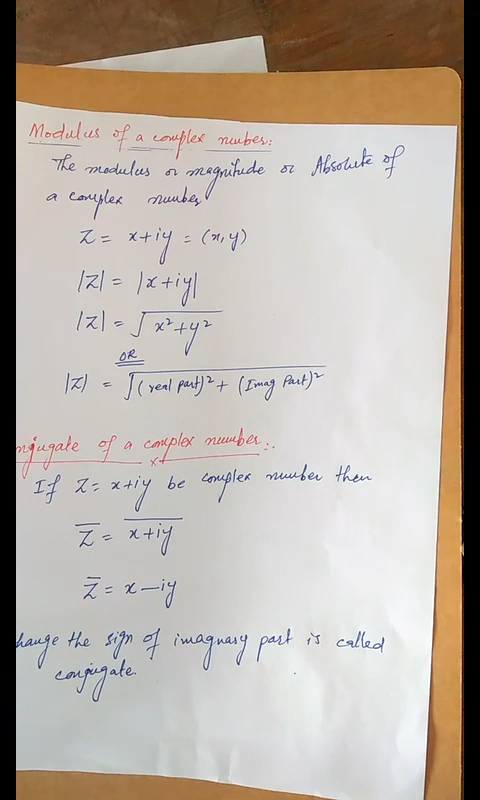 Modulus of a complex number:
The modulus or magnitude or Absolute of
a complex number
Z = x+iy = (x, y)
|Z| = |x+iy|
|Z| = √x²+y²
OR
|Z| = √(real part)² + (Imag Part)²
njugate of a complex number:.
If Z = x+iy be complex number then
Z̅ = x̅+̅i̅y̅
Z̅ = x-iy
hange the sign of imagnary part is called
conjugate.